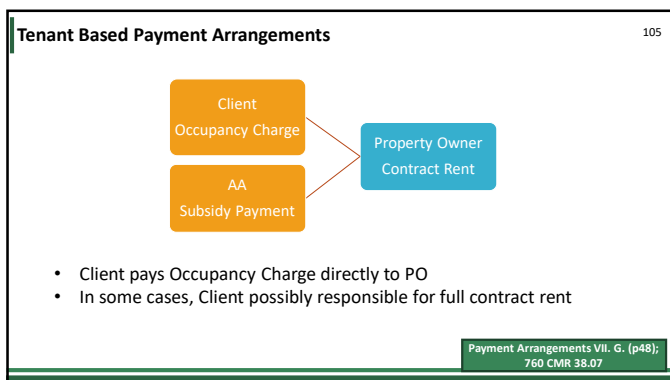 Tenant Based Payment Arrangements
105
Client
Occupancy Charge
AA
Subsidy Payment
Property Owner
Contract Rent
• Client pays Occupancy Charge directly to PO
• In some cases, Client possibly responsible for full contract rent
Payment Arrangements VII. G. (p48);
760 CMR 38.07